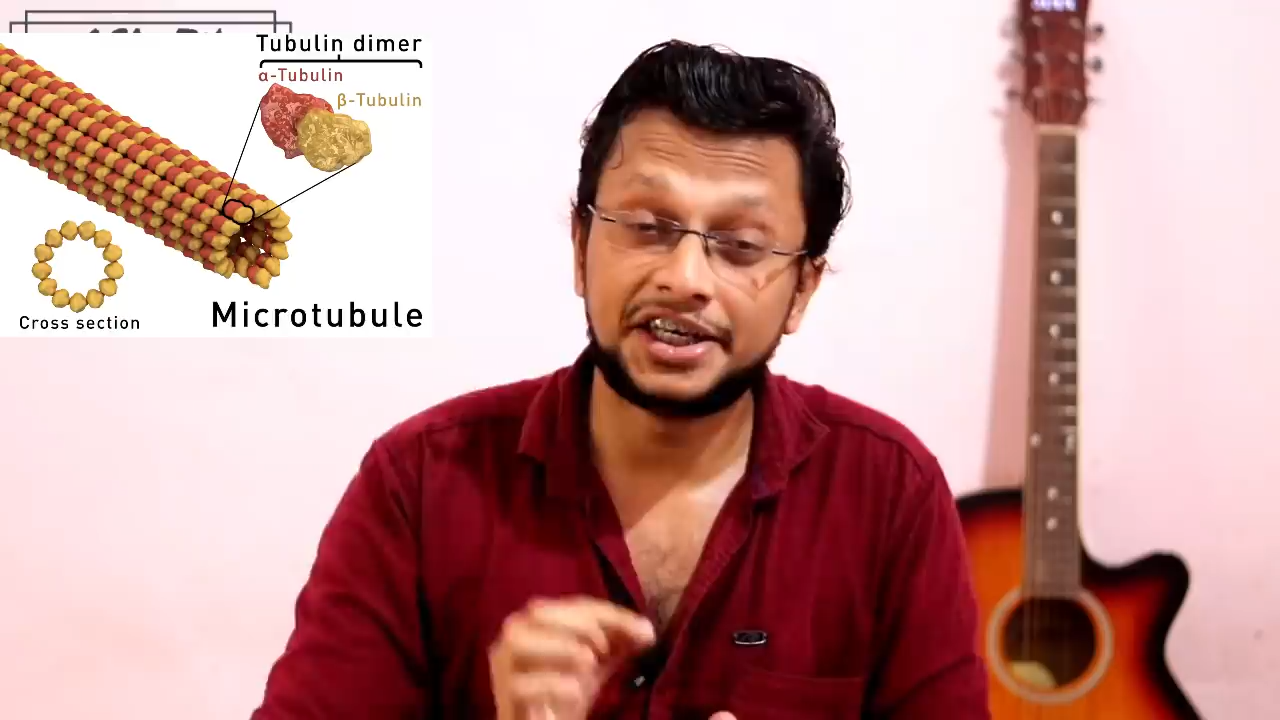 Tubulin dimer
α-Tubulin
β-Tubulin
Cross section
Microtubule